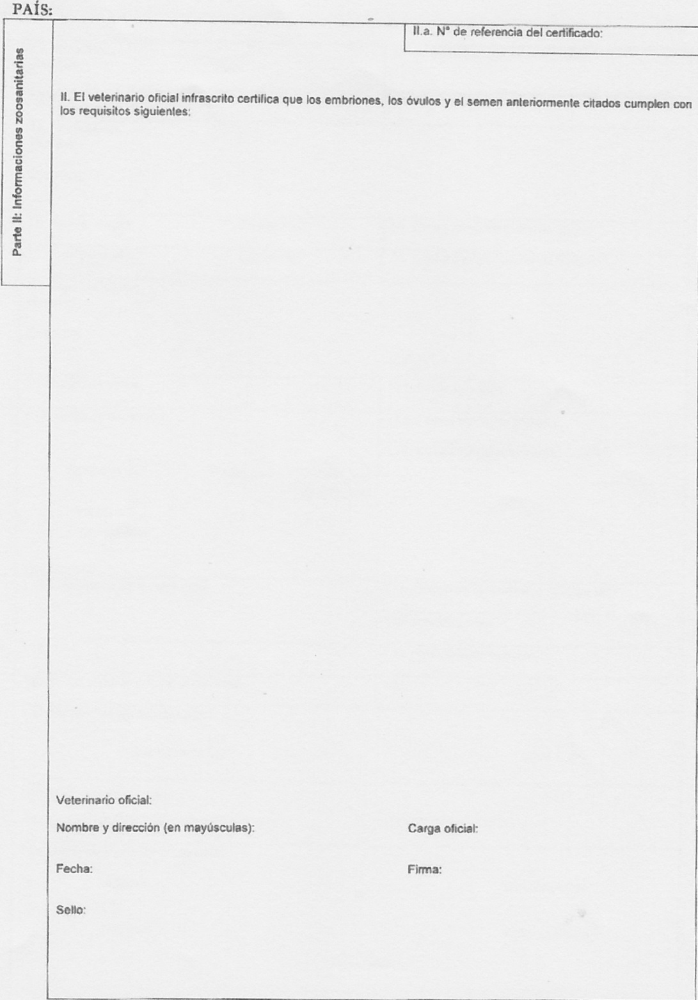 PAÍS:
II.a. N° de referencia del certificado:
Parte II: Informaciones zoosanitarias
II. El veterinario oficial infrascrito certifica que los embriones, los óvulos y el semen anteriormente citados cumplen con
los requisitos siguientes:
Veterinario oficial:
Nombre y dirección (en mayúsculas):
Carga oficial:
Fecha:
Firma:
Sello: